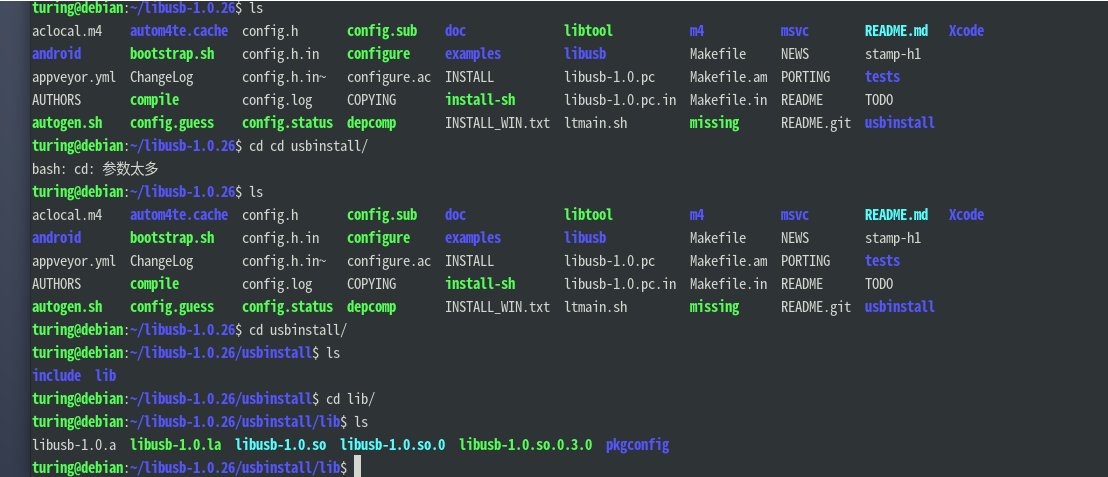 turing@debian:~/libusb-1.0.26$ ls
aclocal.m4 autom4te.cache config.h config.sub doc libtool m4 msvc README.md Xcode
android bootstrap.sh config.h.in configure examples libusb Makefile NEWS stamp-h1
appveyor.yml ChangeLog config.h.in~ configure.ac INSTALL libusb-1.0.pc Makefile.am PORTING tests
AUTHORS compile config.log COPYING install-sh libusb-1.0.pc.in Makefile.in README TODO
autogen.sh config.guess config.status depcomp INSTALL_WIN.txt ltmain.sh missing README.git usbinstall
turing@debian:~/libusb-1.0.26$ cd cd usbinstall/
bash: cd: 参数太多
turing@debian:~/libusb-1.0.26$ ls
aclocal.m4 autom4te.cache config.h config.sub doc libtool m4 msvc README.md Xcode
android bootstrap.sh config.h.in configure examples libusb Makefile NEWS stamp-h1
appveyor.yml ChangeLog config.h.in~ configure.ac INSTALL libusb-1.0.pc Makefile.am PORTING tests
AUTHORS compile config.log COPYING install-sh libusb-1.0.pc.in Makefile.in README TODO
autogen.sh config.guess config.status depcomp INSTALL_WIN.txt ltmain.sh missing README.git usbinstall
turing@debian:~/libusb-1.0.26$ cd usbinstall/
turing@debian:~/libusb-1.0.26/usbinstall$ ls
include lib
turing@debian:~/libusb-1.0.26/usbinstall$ cd lib/
turing@debian:~/libusb-1.0.26/usbinstall/lib$ ls
libusb-1.0.a libusb-1.0.la libusb-1.0.so libusb-1.0.so.0 libusb-1.0.so.0.3.0 pkgconfig
turing@debian:~/libusb-1.0.26/usbinstall/lib$